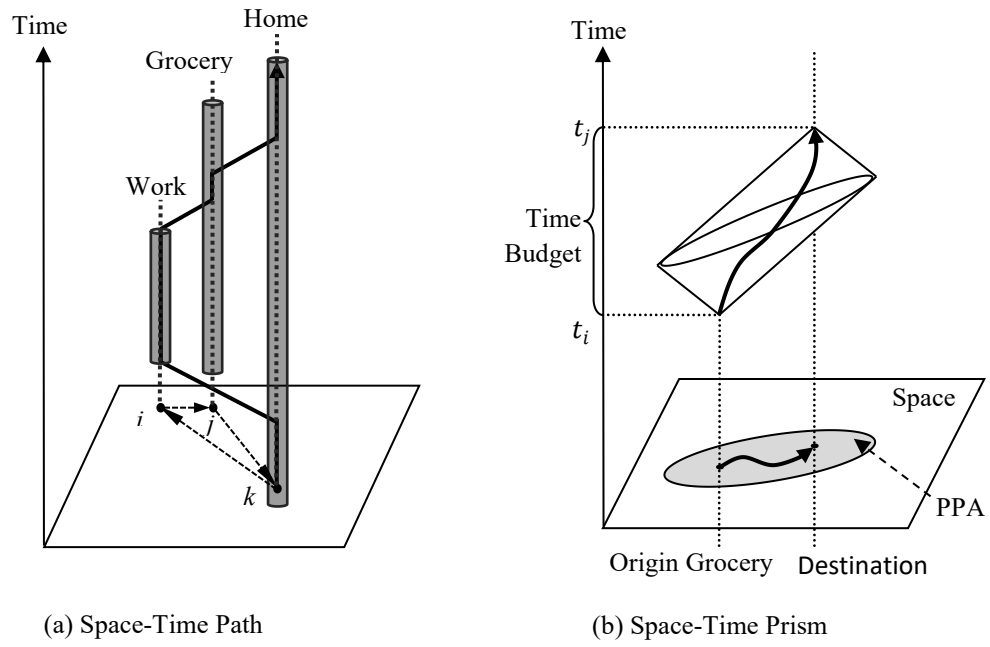 Time
Home
Grocery
Work
i
j
k
(a) Space-Time Path
Time
t_j
Time
Budget
t_i
Space
PPA
Origin Grocery
Destination
(b) Space-Time Prism